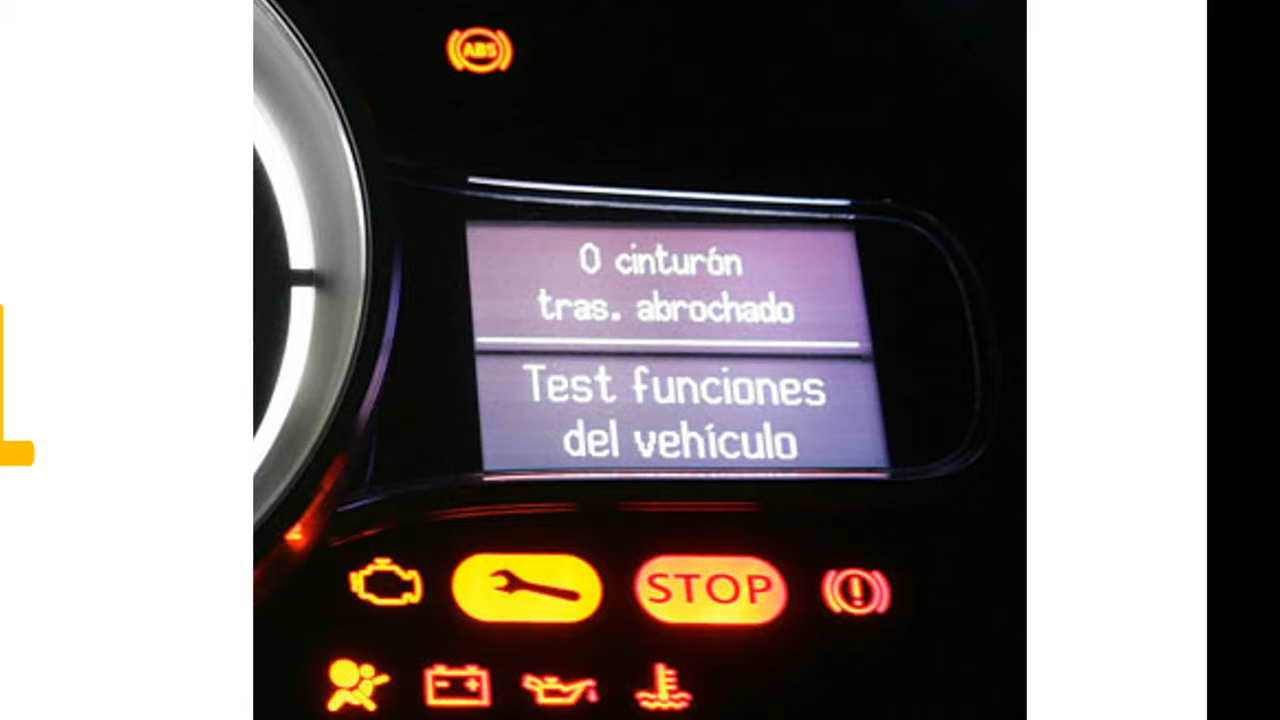 ABS
0 cinturón
tras. abrochado
Test funciones
del vehículo
STOP